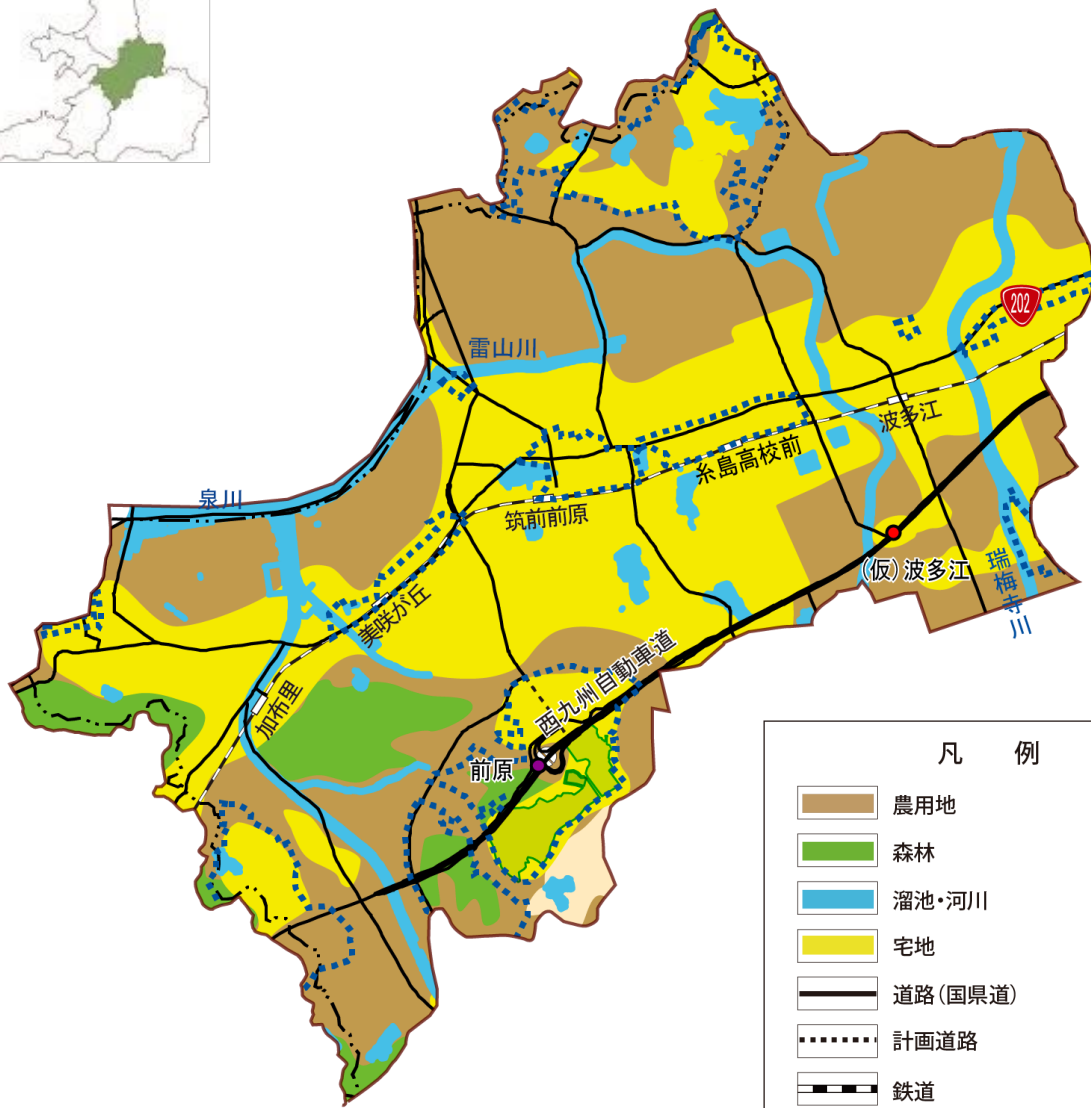 202
雷山川
波多江
糸島高校前
泉川
筑前前原
(仮)波多江
瑞梅寺川
美咲が丘
西九州自動車道
加布里
前原
凡 例
農用地
森林
溜池・河川
宅地
道路(国県道)
計画道路
鉄道